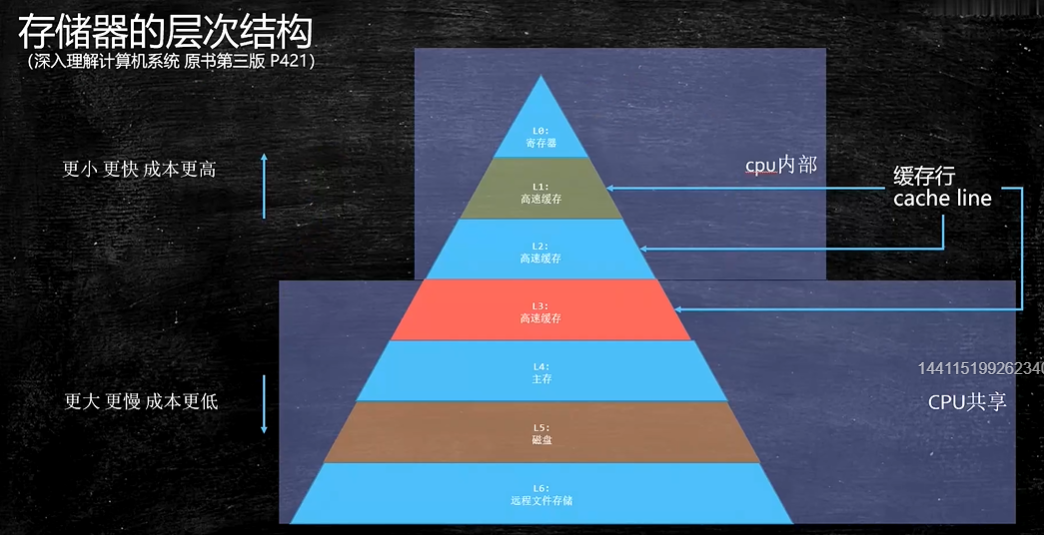 存储器的层次结构
（深入理解计算机系统 原书第三版 P421）
L0:
寄存器
更小 更快 成本更高
cpu内部
缓存行
cache line
L1:
高速缓存
L2:
高速缓存
L3:
高速缓存
L4:
主存
144115199262340
更大 更慢 成本更低
CPU共享
L5:
磁盘
L6:
远程文件存储